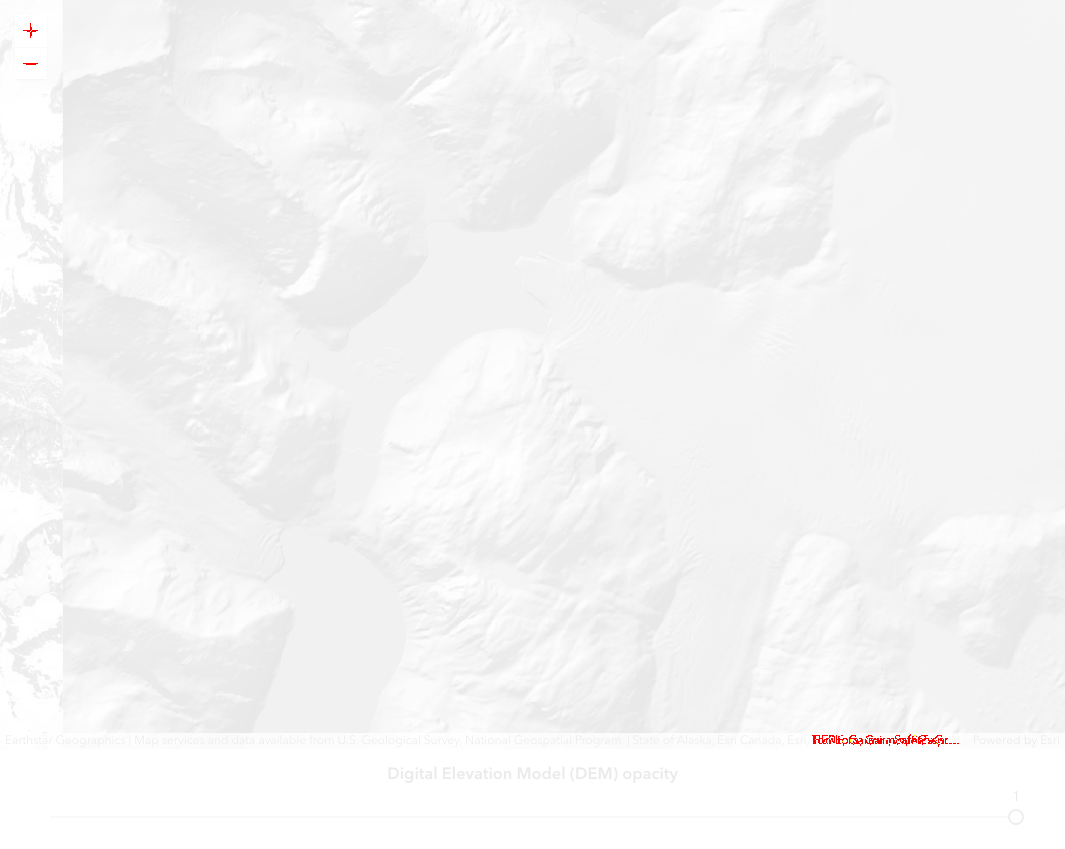 Earthstar Geographics | Map services and data available from U.S. Geological Survey, National Geospatial Program. | State of Alaska, Esri Canada, Esri Powered by Esri
Digital Elevation Model (DEM) opacity
1